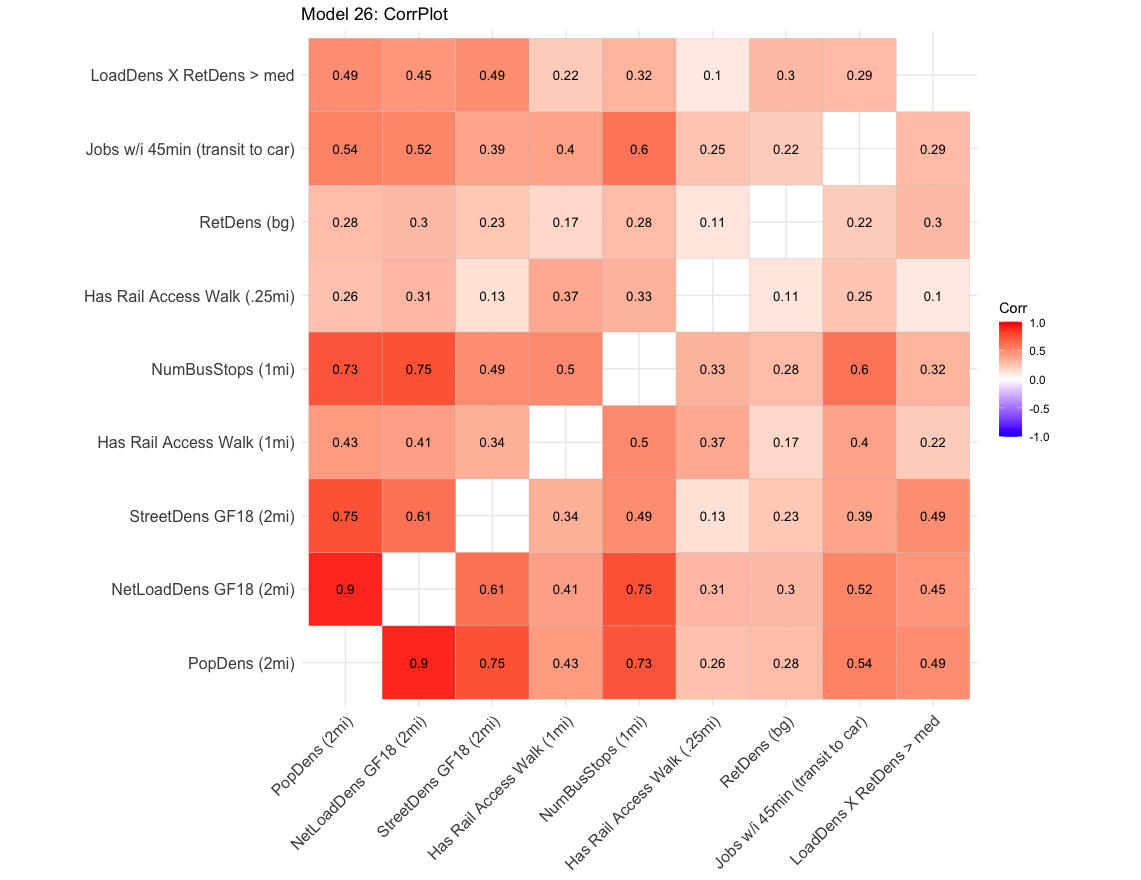 Model 26: CorrPlot
LoadDens X RetDens > med 0.49 0.45 0.49 0.22 0.32 0.1 0.3 0.29
Jobs w/i 45min (transit to car) 0.54 0.52 0.39 0.4 0.6 0.25 0.22 0.29
RetDens (bg) 0.28 0.3 0.23 0.17 0.28 0.11 0.22 0.3
Has Rail Access Walk (.25mi) 0.26 0.31 0.13 0.37 0.33 0.11 0.25 0.1
NumBusStops (1mi) 0.73 0.75 0.49 0.5 0.33 0.28 0.6 0.32
Has Rail Access Walk (1mi) 0.43 0.41 0.34 0.5 0.37 0.17 0.4 0.22
StreetDens GF18 (2mi) 0.75 0.61 0.34 0.49 0.13 0.23 0.39 0.49
NetLoadDens GF18 (2mi) 0.9 0.61 0.41 0.75 0.31 0.3 0.52 0.45
PopDens (2mi) 0.9 0.75 0.43 0.73 0.26 0.28 0.54 0.49
PopDens (2mi)
NetLoadDens GF18 (2mi)
StreetDens GF18 (2mi)
Has Rail Access Walk (1mi)
NumBusStops (1mi)
Has Rail Access Walk (.25mi)
RetDens (bg)
Jobs w/i 45min (transit to car)
LoadDens X RetDens > med
Corr
1.0
0.5
0.0
-0.5
-1.0